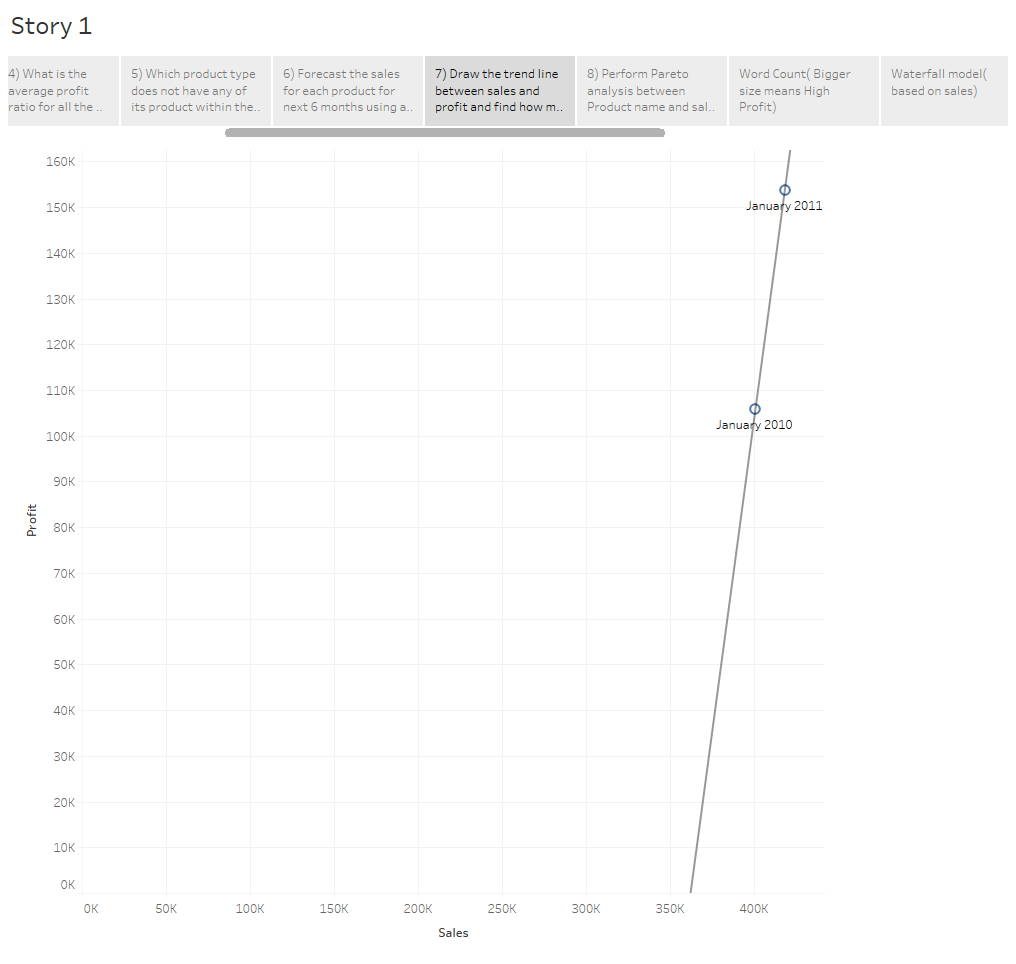 Story 1
4) What is the
average profit
ratio for all the ..
5) Which product type
does not have any of
its product within the..
6) Forecast the sales
for each product for
next 6 months using a..
7) Draw the trend line
between sales and
profit and find how m..
8) Perform Pareto
analysis between
Product name and sal..
Word Count( Bigger
size means High
Profit)
Waterfall model(
based on sales)
160K
150K
140K
130K
120K
110K
100K
90K
80K
70K
60K
50K
40K
30K
20K
10K
0K
Profit
January 2011
January 2010
0K
50K
100K
150K
200K
250K
300K
350K
400K
Sales